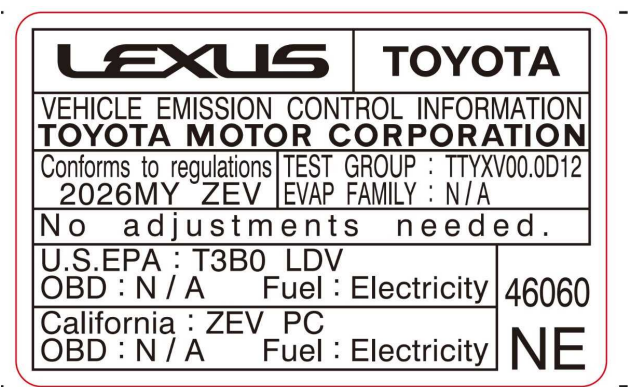 LEXUS TOYOTA
VEHICLE EMISSION CONTROL INFORMATION
TOYOTA MOTOR CORPORATION
Conforms to regulations
2026MY ZEV
TEST GROUP : TTYXV00.0D12
EVAP FAMILY : N/A
No adjustments needed.
U.S.EPA : T3B0 LDV
OBD : N/A Fuel : Electricity
California : ZEV PC
OBD : N/A Fuel : Electricity
46060
NE